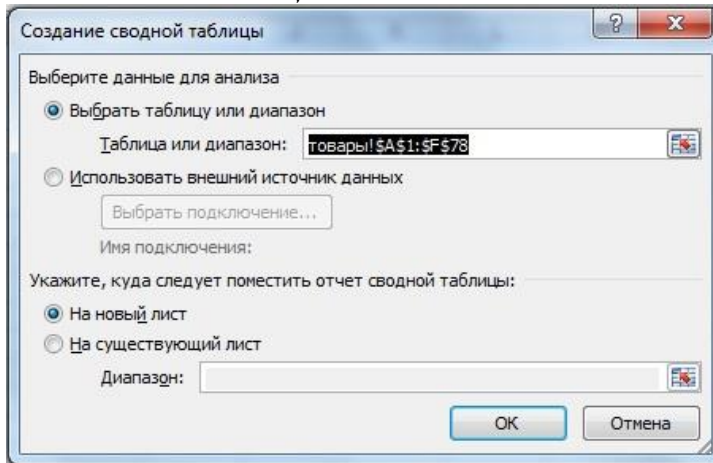 Создание сводной таблицы
Выберите данные для анализа
Выбрать таблицу или диапазон
Таблица или диапазон: товары!$A$1:$F$78
Использовать внешний источник данных
Выбрать подключение...
Имя подключения:
Укажите, куда следует поместить отчет сводной таблицы:
На новый лист
На существующий лист
Диапазон:
ОК Отмена